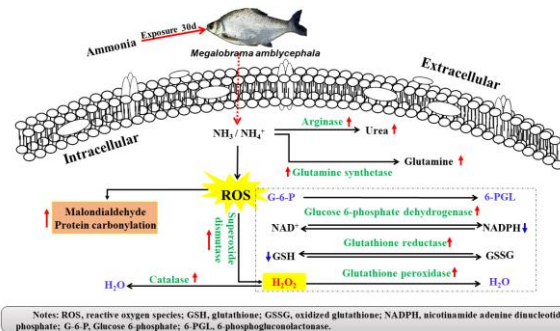 Ammonia
Exposure 30d
Megalobrama amblycephala
Extracellular
Intracellular
NH₃ / NH₄⁺
Arginase
Urea
Glutamine
Glutamine synthetase
ROS
G-6-P
6-PGL
Glucose 6-phosphate dehydrogenase
Malondialdehyde
Protein carbonylation
Superoxide
dismutase
NAD⁺
NADPH
Glutathione reductase
GSH
GSSG
Glutathione peroxidase
H₂O
Catalase
H₂O₂
H₂O
Notes: ROS, reactive oxygen species; GSH, glutathione; GSSG, oxidized glutathione; NADPH, nicotinamide adenine dinucleotide
phosphate; G-6-P, Glucose 6-phosphate; 6-PGL, 6-phosphogluconolactonase.